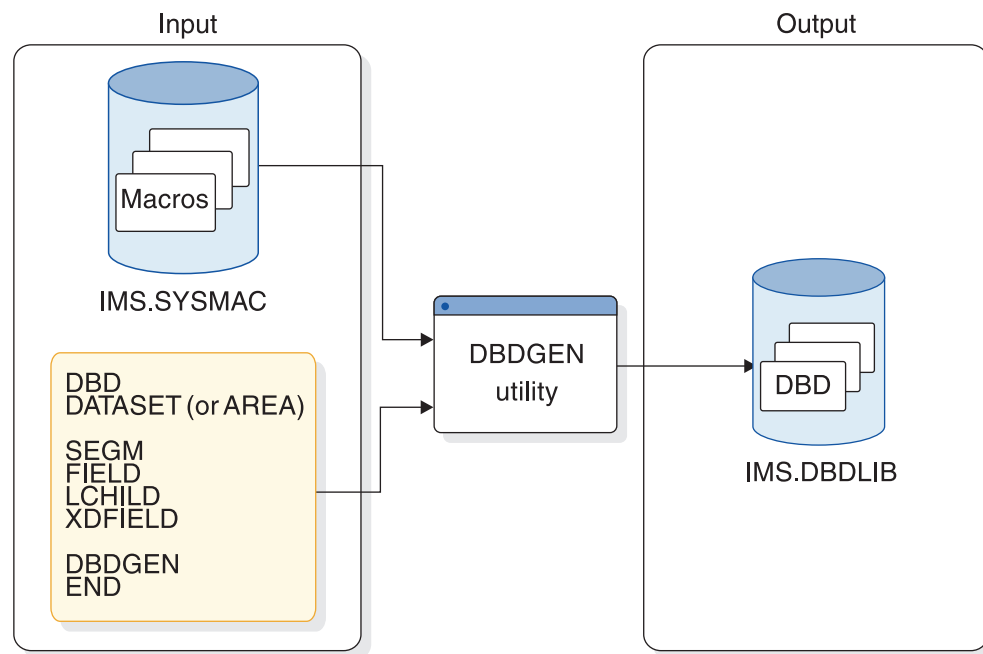 Input
Output
Macros
IMS.SYSMAC
DBD
DATASET (or AREA)
SEGM
FIELD
LCHILD
XDFIELD
DBDGEN
END
DBDGEN
utility
DBD
IMS.DBDLIB